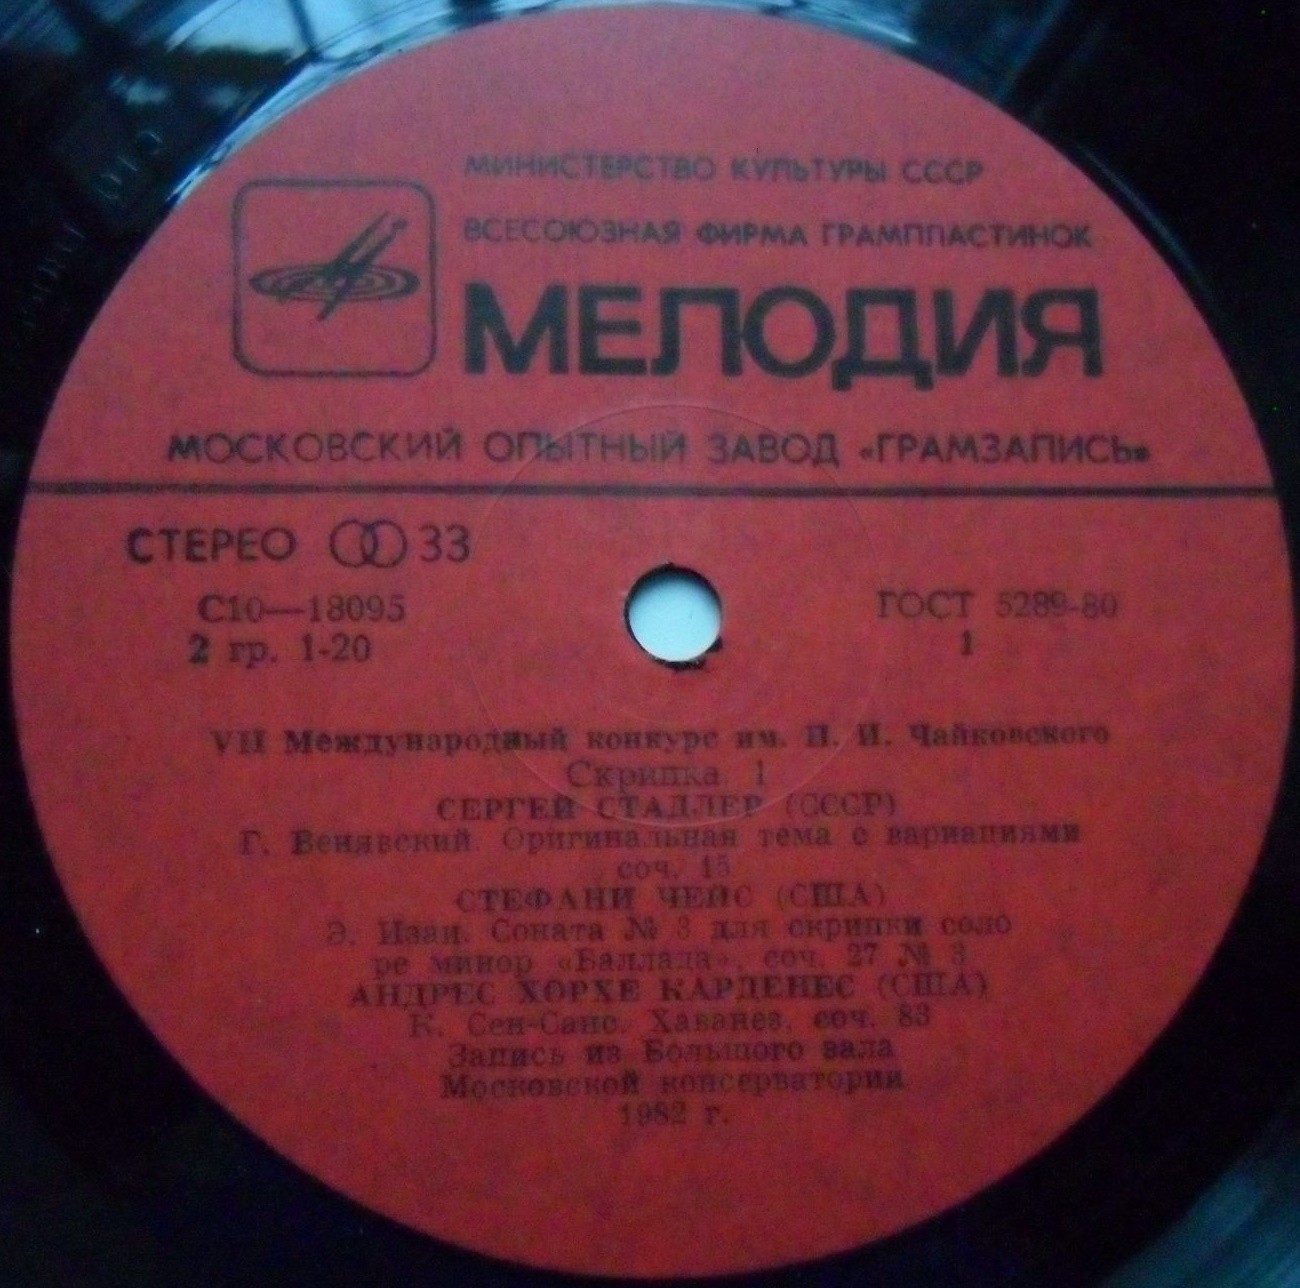 МИНИСТЕРСТВО КУЛЬТУРЫ СССР
ВСЕСОЮЗНАЯ ФИРМА ГРАМПЛАСТИНОК
МЕЛОДИЯ
МОСКОВСКИЙ ОПЫТНЫЙ ЗАВОД «ГРАМЗАПИСЬ»
СТЕРЕО 33
С10—18095
ГОСТ 5289-80
2 гр. 1-20
1
VII Международный конкурс им. П. И. Чайковского
Скрипка 1
СЕРГЕЙ СТАДЛЕР (СССР)
Г. Венявский. Оригинальная тема с вариациями
соч. 15
СТЕФАНИ ЧЕЙС (США)
Э. Изаи. Соната № 3 для скрипки соло
ре минор «Баллада», соч. 27 № 3
АНДРЕС ХОРХЕ КАРДЕНЕС (США)
К. Сен-Санс. Хаванез, соч. 83
Запись из Большого зала
Московской консерватории
1982 г.